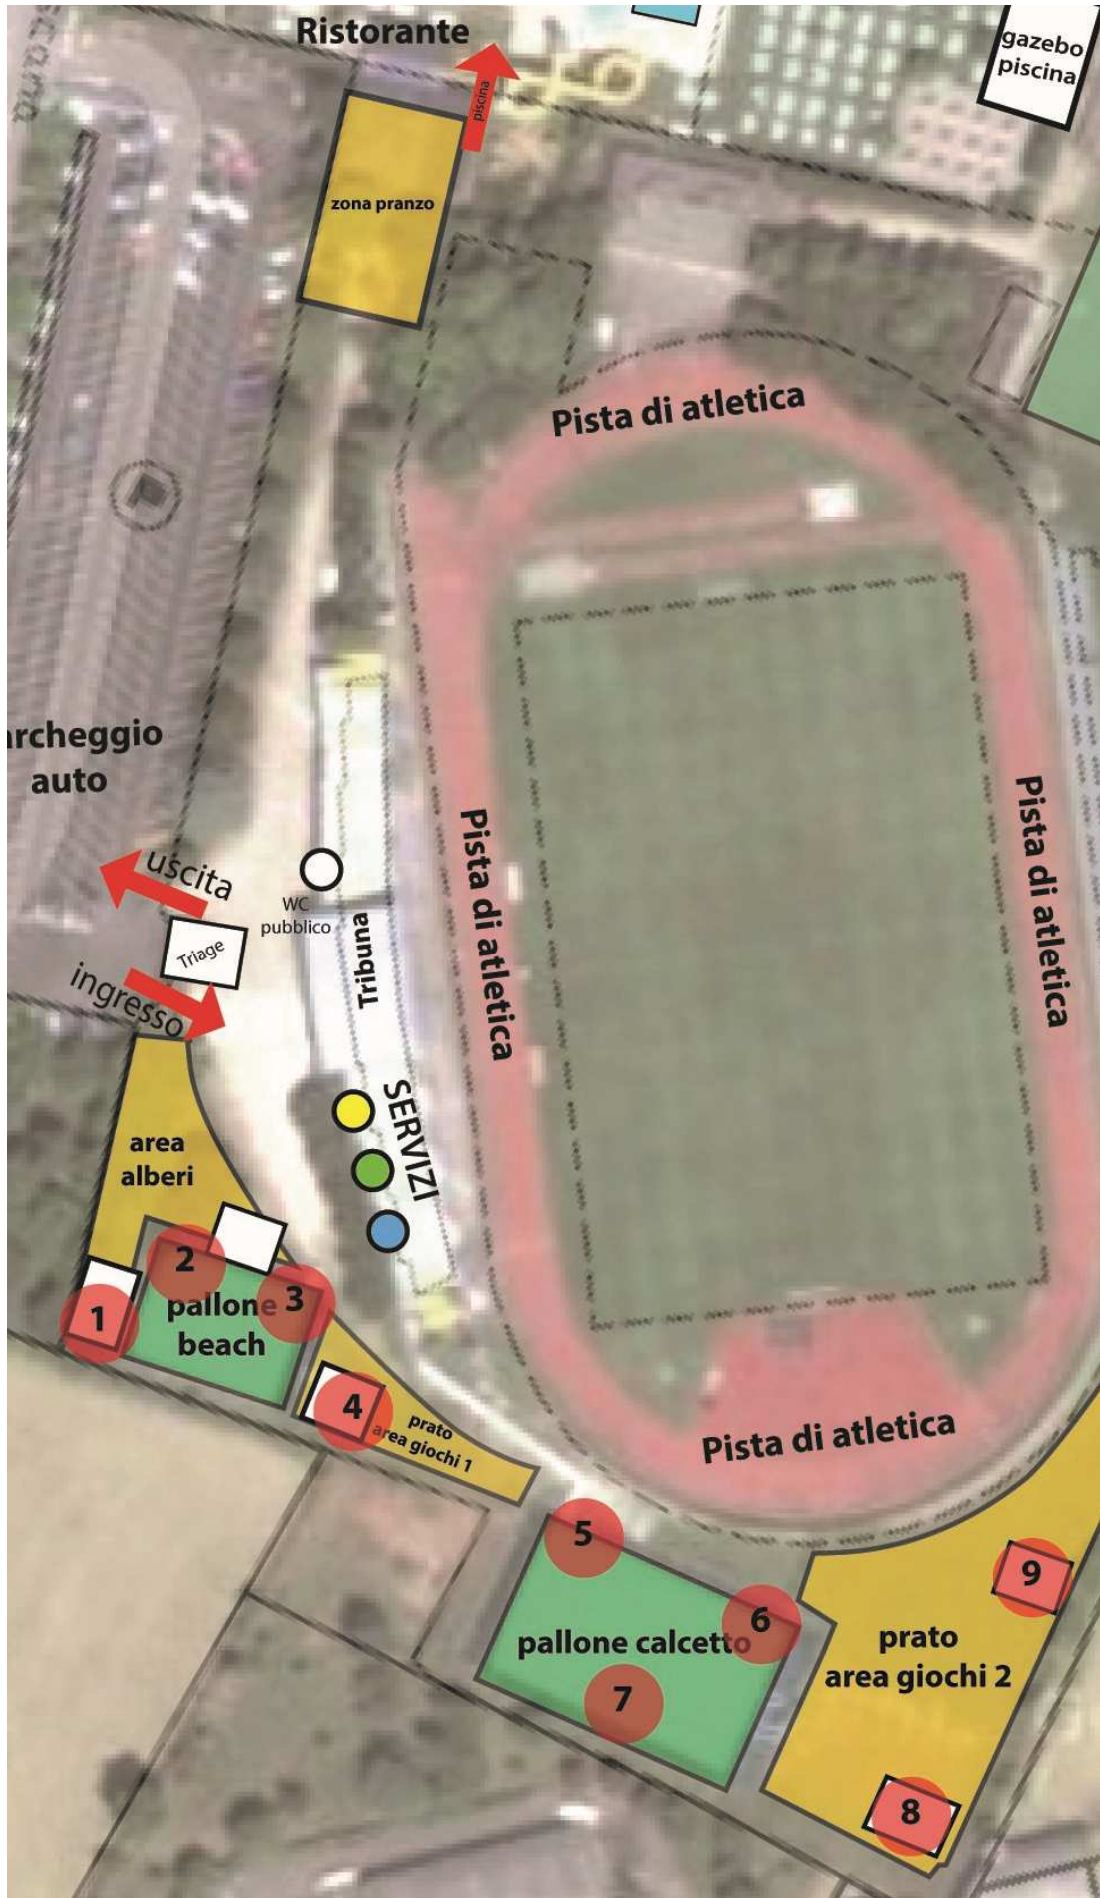 Ristorante
piscina
gazebo
piscina
zona pranzo
Pista di atletica
archeggio
auto
Pista di atletica
Pista di atletica
uscita
WC
pubblico
Tribuna
Triage
ingresso
SERVIZI
area
alberi
2
3
1
pallone
beach
4
prato
area giochi 1
Pista di atletica
5
9
6
pallone calcetto
prato
area giochi 2
7
8